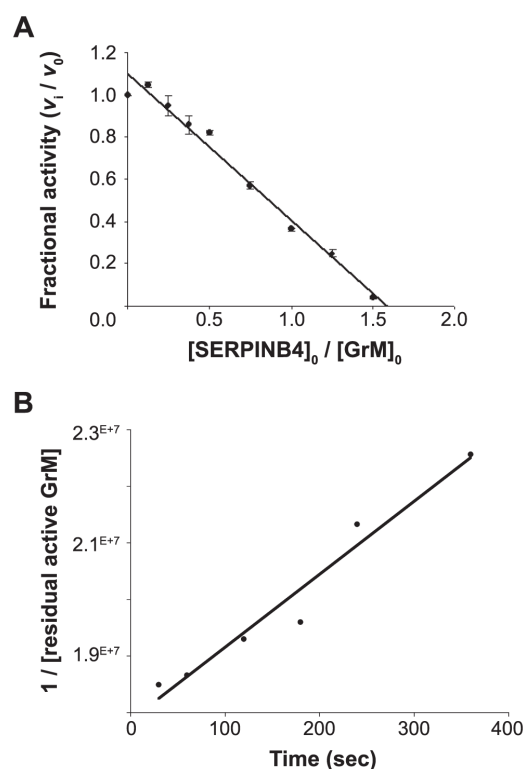 A
Fractional activity (vi / v0)
1.2
1.0
0.8
0.6
0.4
0.2
0.0
0.5
1.0
1.5
2.0
[SERPINB4]0 / [GrM]0
B
1 / [residual active GrM]
2.3E+7
2.1E+7
1.9E+7
0
100
200
300
400
Time (sec)